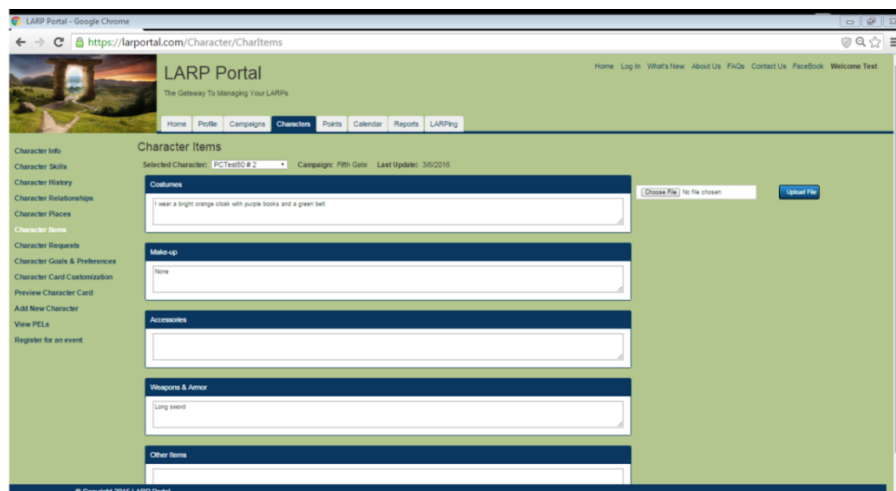 LARP Portal - Google Chrome
https://larportal.com/Character/CharItems
LARP Portal
The Gateway To Managing Your LARPs
Home Log In What's New About Us FAQs Contact Us FaceBook Welcome Test
Home Profile Campaigns Characters Points Calendar Reports LARPing
Character Info
Character Skills
Character History
Character Relationships
Character Places
Character Items
Character Requests
Character Goals & Preferences
Character Card Customization
Preview Character Card
Add New Character
View PELs
Register for an event
Character Items
Selected Character: PCTest60 # 2 Campaign: Fifth Gate Last Update: 3/6/2016
Costumes
I wear a bright orange cloak with purple books and a green belt
Choose File No file chosen Upload File
Make-up
None
Accessories
Weapons & Armor
Long sword
Other Items
LARP Portal